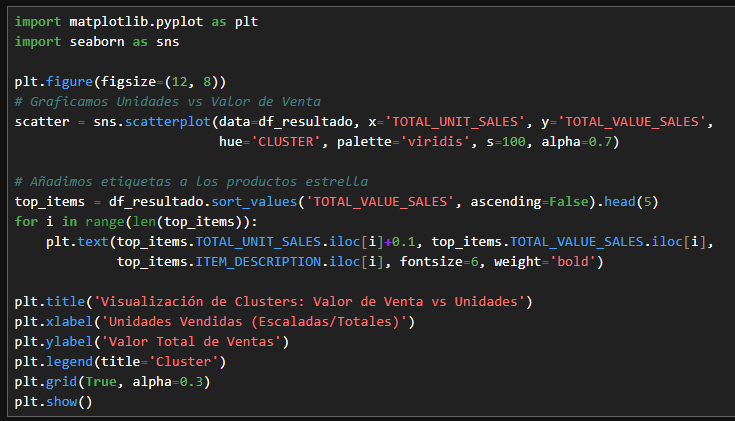 import matplotlib.pyplot as plt
import seaborn as sns
plt.figure(figsize=(12, 8))
# Graficamos Unidades vs Valor de Venta
scatter = sns.scatterplot(data=df_resultado, x='TOTAL_UNIT_SALES', y='TOTAL_VALUE_SALES',
hue='CLUSTER', palette='viridis', s=100, alpha=0.7)
# Añadimos etiquetas a los productos estrella
top_items = df_resultado.sort_values('TOTAL_VALUE_SALES', ascending=False).head(5)
for i in range(len(top_items)):
plt.text(top_items.TOTAL_UNIT_SALES.iloc[i]+0.1, top_items.TOTAL_VALUE_SALES.iloc[i],
top_items.ITEM_DESCRIPTION.iloc[i], fontsize=6, weight='bold')
plt.title('Visualización de Clusters: Valor de Venta vs Unidades')
plt.xlabel('Unidades Vendidas (Escaladas/Totales)')
plt.ylabel('Valor Total de Ventas')
plt.legend(title='Cluster')
plt.grid(True, alpha=0.3)
plt.show()